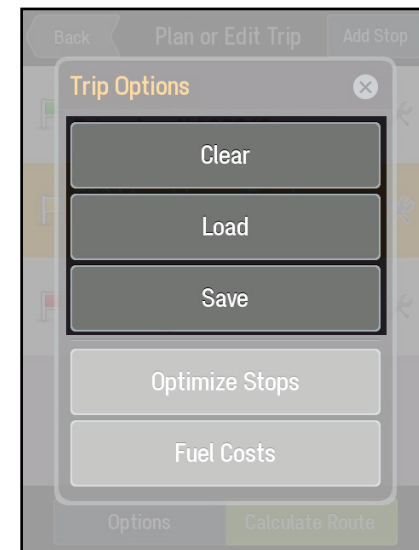 Back Plan or Edit Trip Add Stop
Trip Options
Clear
Load
Save
Optimize Stops
Fuel Costs
Options Calculate Route